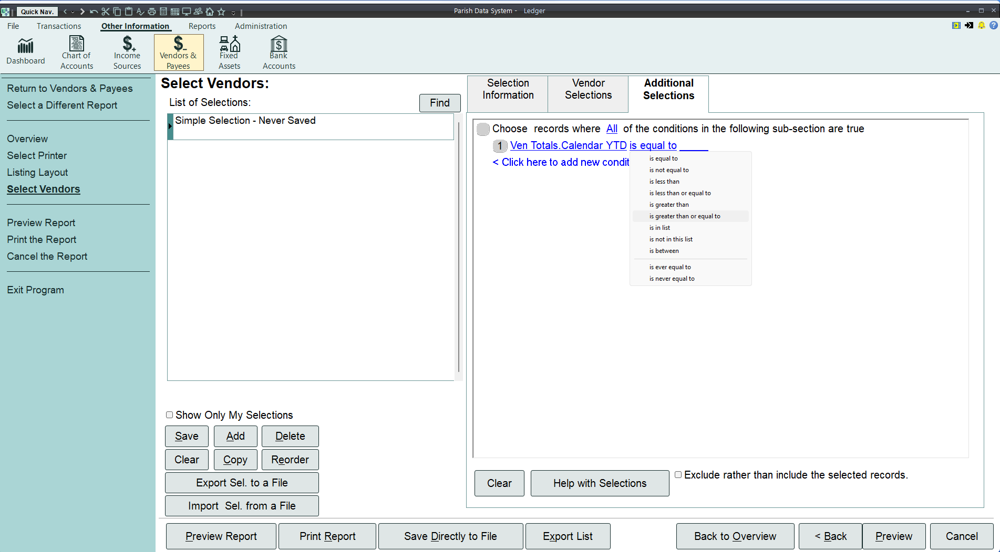 Quick Nav.
Parish Data System - Ledger
File
Transactions
Other Information
Reports
Administration
Dashboard
Chart of
Accounts
Income
Sources
Vendors &
Payees
Fixed
Assets
Bank
Accounts
Return to Vendors & Payees
Select a Different Report
Overview
Select Printer
Listing Layout
Select Vendors
Preview Report
Print the Report
Cancel the Report
Exit Program
Select Vendors:
List of Selections:
Find
Simple Selection - Never Saved
Show Only My Selections
Save
Add
Delete
Clear
Copy
Reorder
Export Sel. to a File
Import Sel. from a File
Selection
Information
Vendor
Selections
Additional
Selections
Choose records where All of the conditions in the following sub-section are true
1 Ven Totals.Calendar YTD is equal to
< Click here to add new condit
is equal to
is not equal to
is less than
is less than or equal to
is greater than
is greater than or equal to
is in list
is not in this list
is between
is ever equal to
is never equal to
Clear
Help with Selections
Exclude rather than include the selected records.
Preview Report
Print Report
Save Directly to File
Export List
Back to Overview
< Back
Preview
Cancel